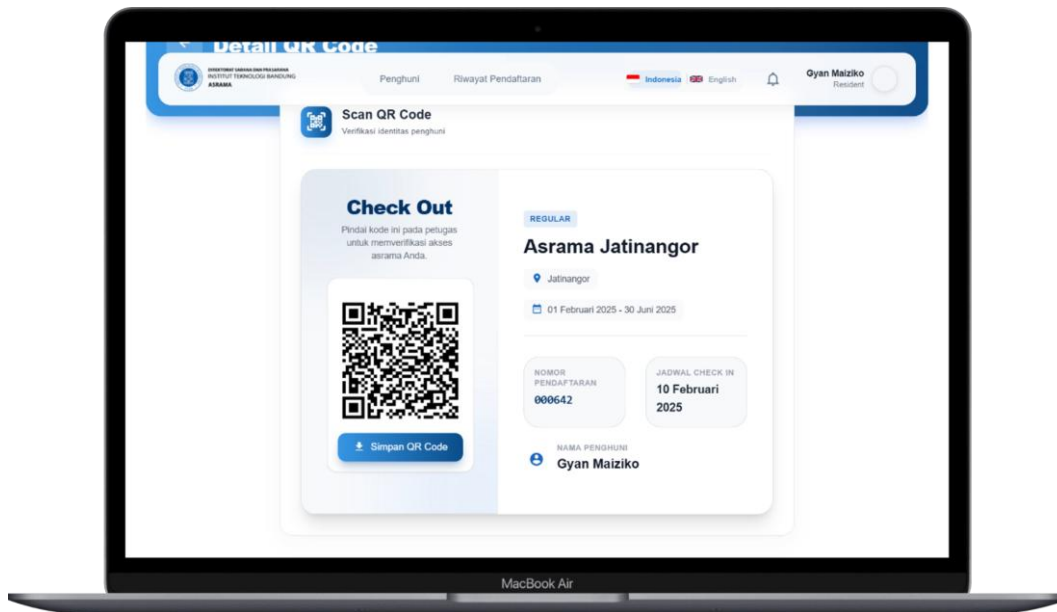 Detail QR Code
DIREKTORAT SARANA DAN PRASARANA
INSTITUT TEKNOLOGI BANDUNG
ASRAMA
Penghuni
Riwayat Pendaftaran
Indonesia
English
Gyan Maiziko
Resident
Scan QR Code
Verifikasi identitas penghuni
Check Out
Pindai kode ini pada petugas
untuk memverifikasi akses
asrama Anda.
Simpan QR Code
REGULAR
Asrama Jatinangor
Jatinangor
01 Februari 2025 - 30 Juni 2025
NOMOR
PENDAFTARAN
000642
JADWAL CHECK IN
10 Februari
2025
NAMA PENGHUNI
Gyan Maiziko
MacBook Air